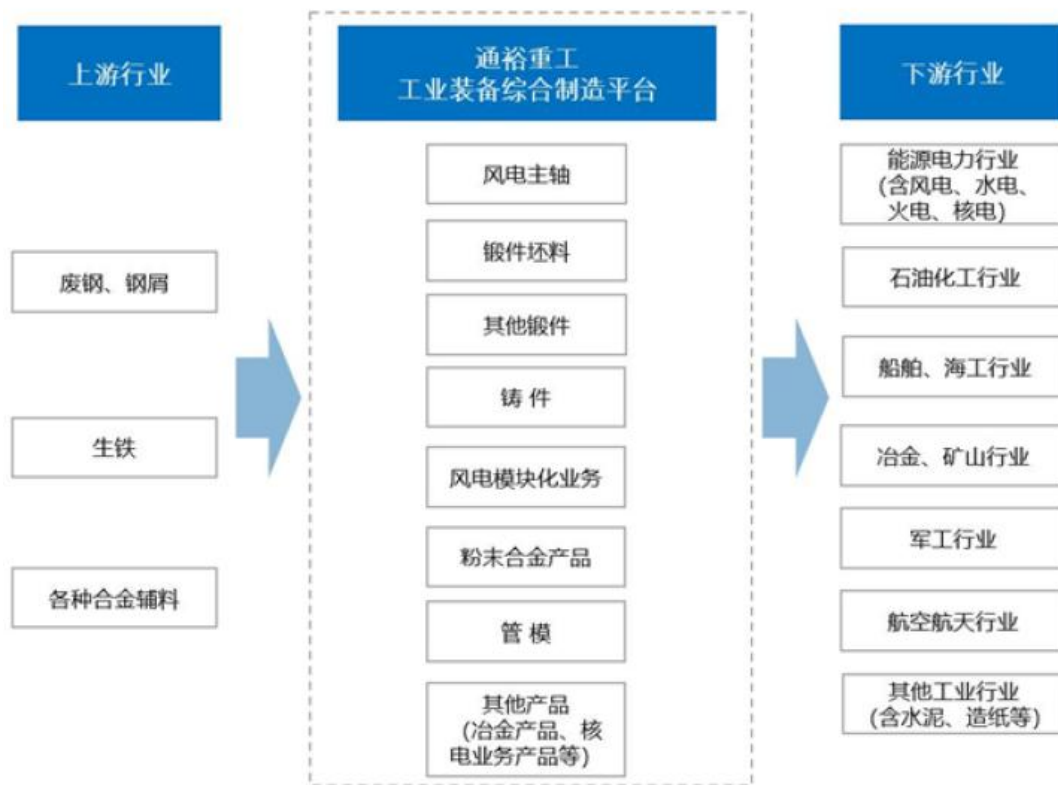 上游行业
废钢、钢屑
生铁
各种合金辅料
通裕重工
工业装备综合制造平台
风电主轴
锻件坯料
其他锻件
铸 件
风电模块化业务
粉末合金产品
管 模
其他产品
(冶金产品、核
电业务产品等)
下游行业
能源电力行业
(含风电、水电、
火电、核电)
石油化工行业
船舶、海工行业
冶金、矿山行业
军工行业
航空航天行业
其他工业行业
(含水泥、造纸等)